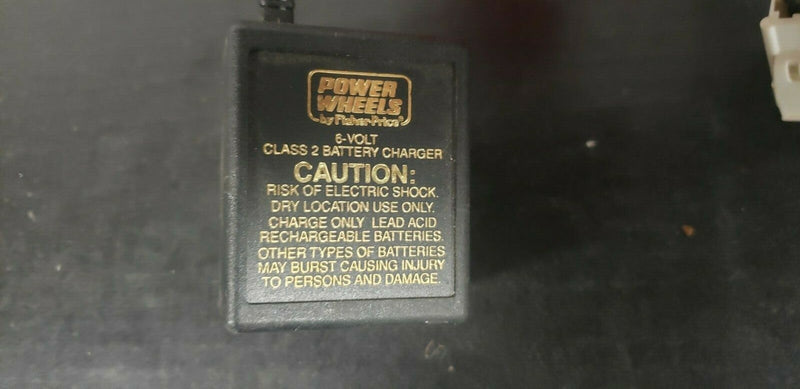 POWER
WHEELS
by Fisher-Price®
6-VOLT
CLASS 2 BATTERY CHARGER
CAUTION:
RISK OF ELECTRIC SHOCK.
DRY LOCATION USE ONLY.
CHARGE ONLY LEAD ACID
RECHARGEABLE BATTERIES.
OTHER TYPES OF BATTERIES
MAY BURST CAUSING INJURY
TO PERSONS AND DAMAGE.